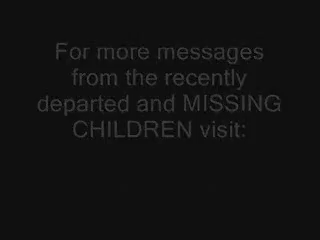 For more messages
from the recently
departed and MISSING
CHILDREN visit: